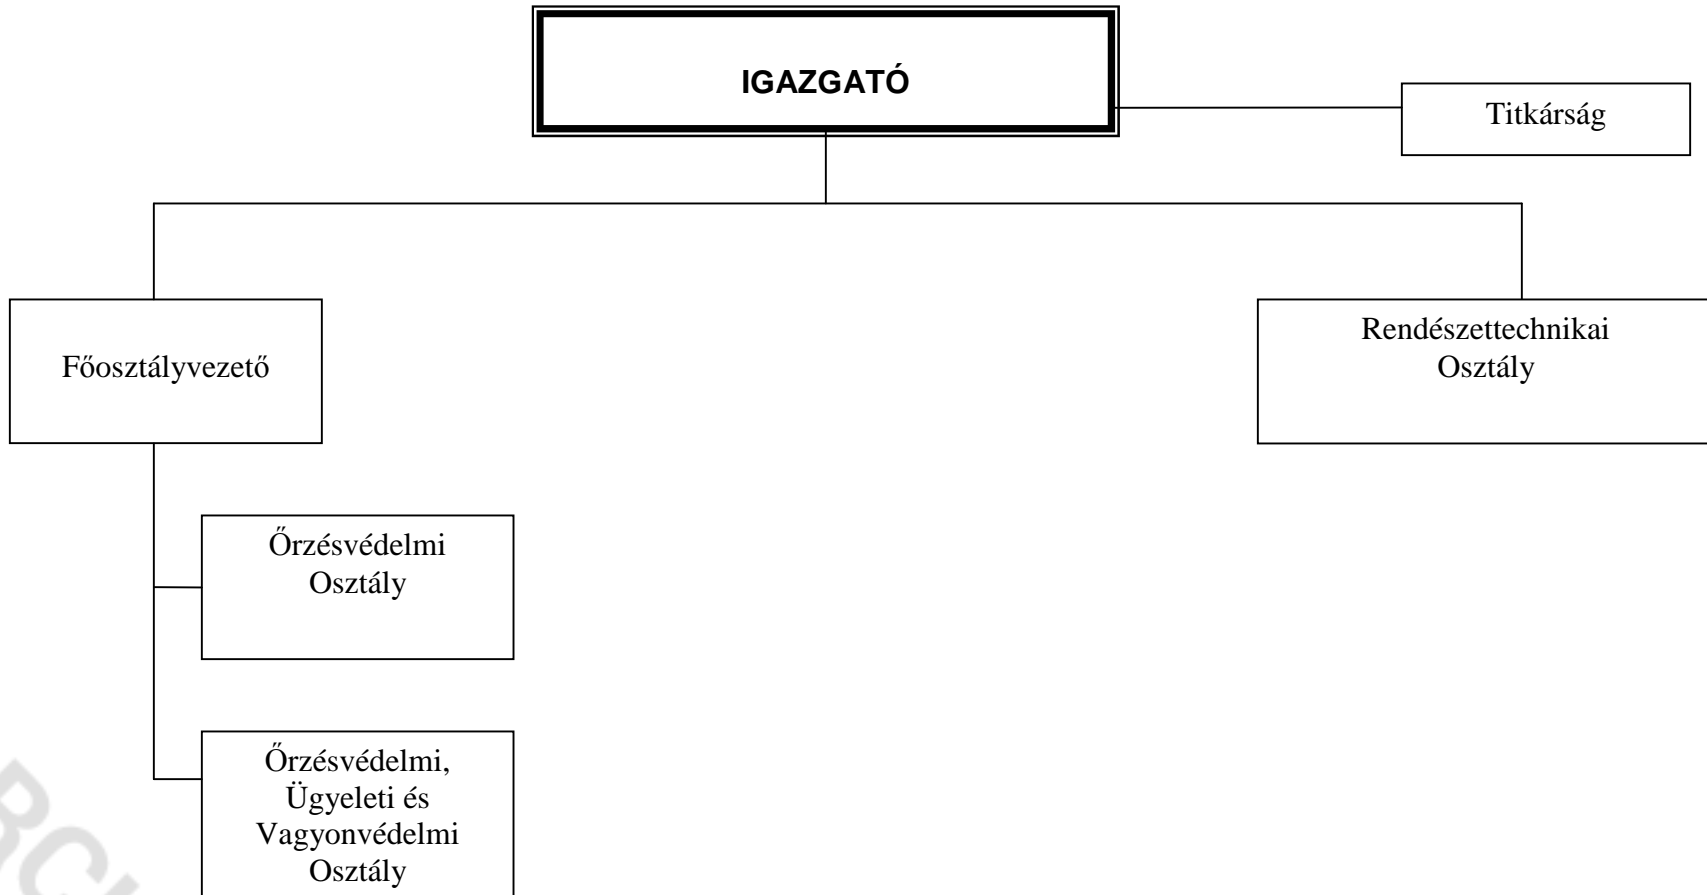 IGAZGATÓ
Titkárság
Főosztályvezető
Rendészettechnikai
Osztály
Őrzésvédelmi
Osztály
Őrzésvédelmi,
Ügyeleti és
Vagyonvédelmi
Osztály